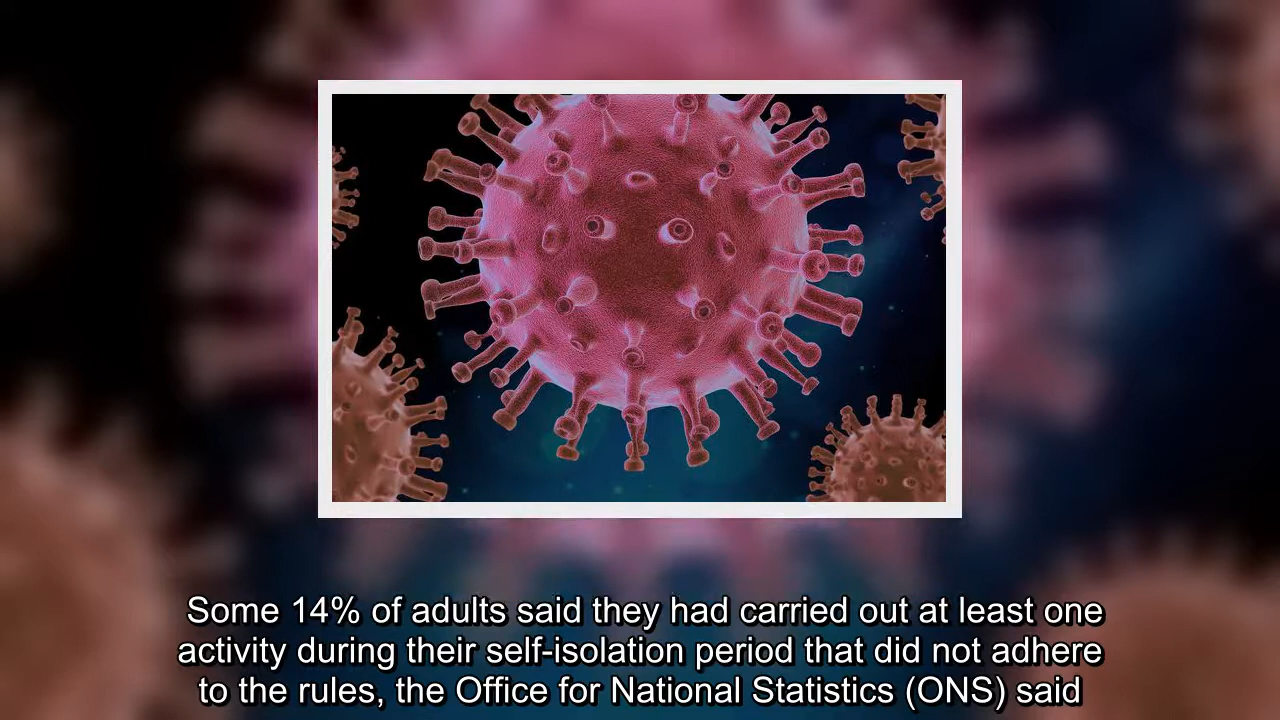 Some 14% of adults said they had carried out at least one
activity during their self-isolation period that did not adhere
to the rules, the Office for National Statistics (ONS) said